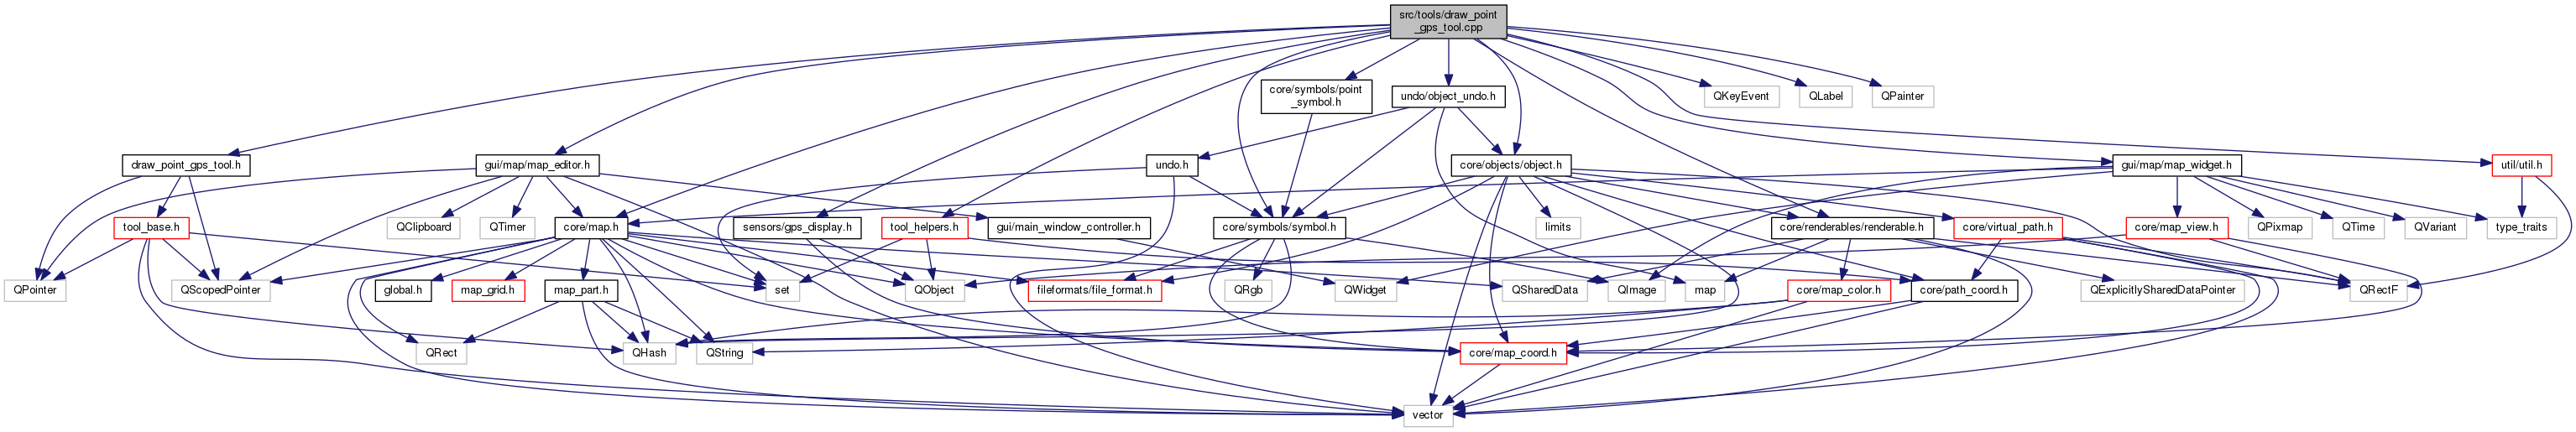 src/tools/draw_point
_gps_tool.cpp
core/symbols/point
_symbol.h
undo/object_undo.h
QKeyEvent
QLabel
QPainter
draw_point_gps_tool.h
gui/map/map_editor.h
undo.h
core/objects/object.h
gui/map/map_widget.h
util/util.h
tool_base.h
QClipboard
QTimer
core/map.h
sensors/gps_display.h
tool_helpers.h
gui/main_window_controller.h
core/symbols/symbol.h
limits
core/renderables/renderable.h
core/virtual_path.h
core/map_view.h
QPixmap
QTime
QVariant
type_traits
QPointer
QScopedPointer
global.h
map_grid.h
map_part.h
set
QObject
fileformats/file_format.h
QRgb
QWidget
QSharedData
QImage
map
core/map_color.h
core/path_coord.h
QExplicitlySharedDataPointer
QRectF
QRect
QHash
QString
core/map_coord.h
vector